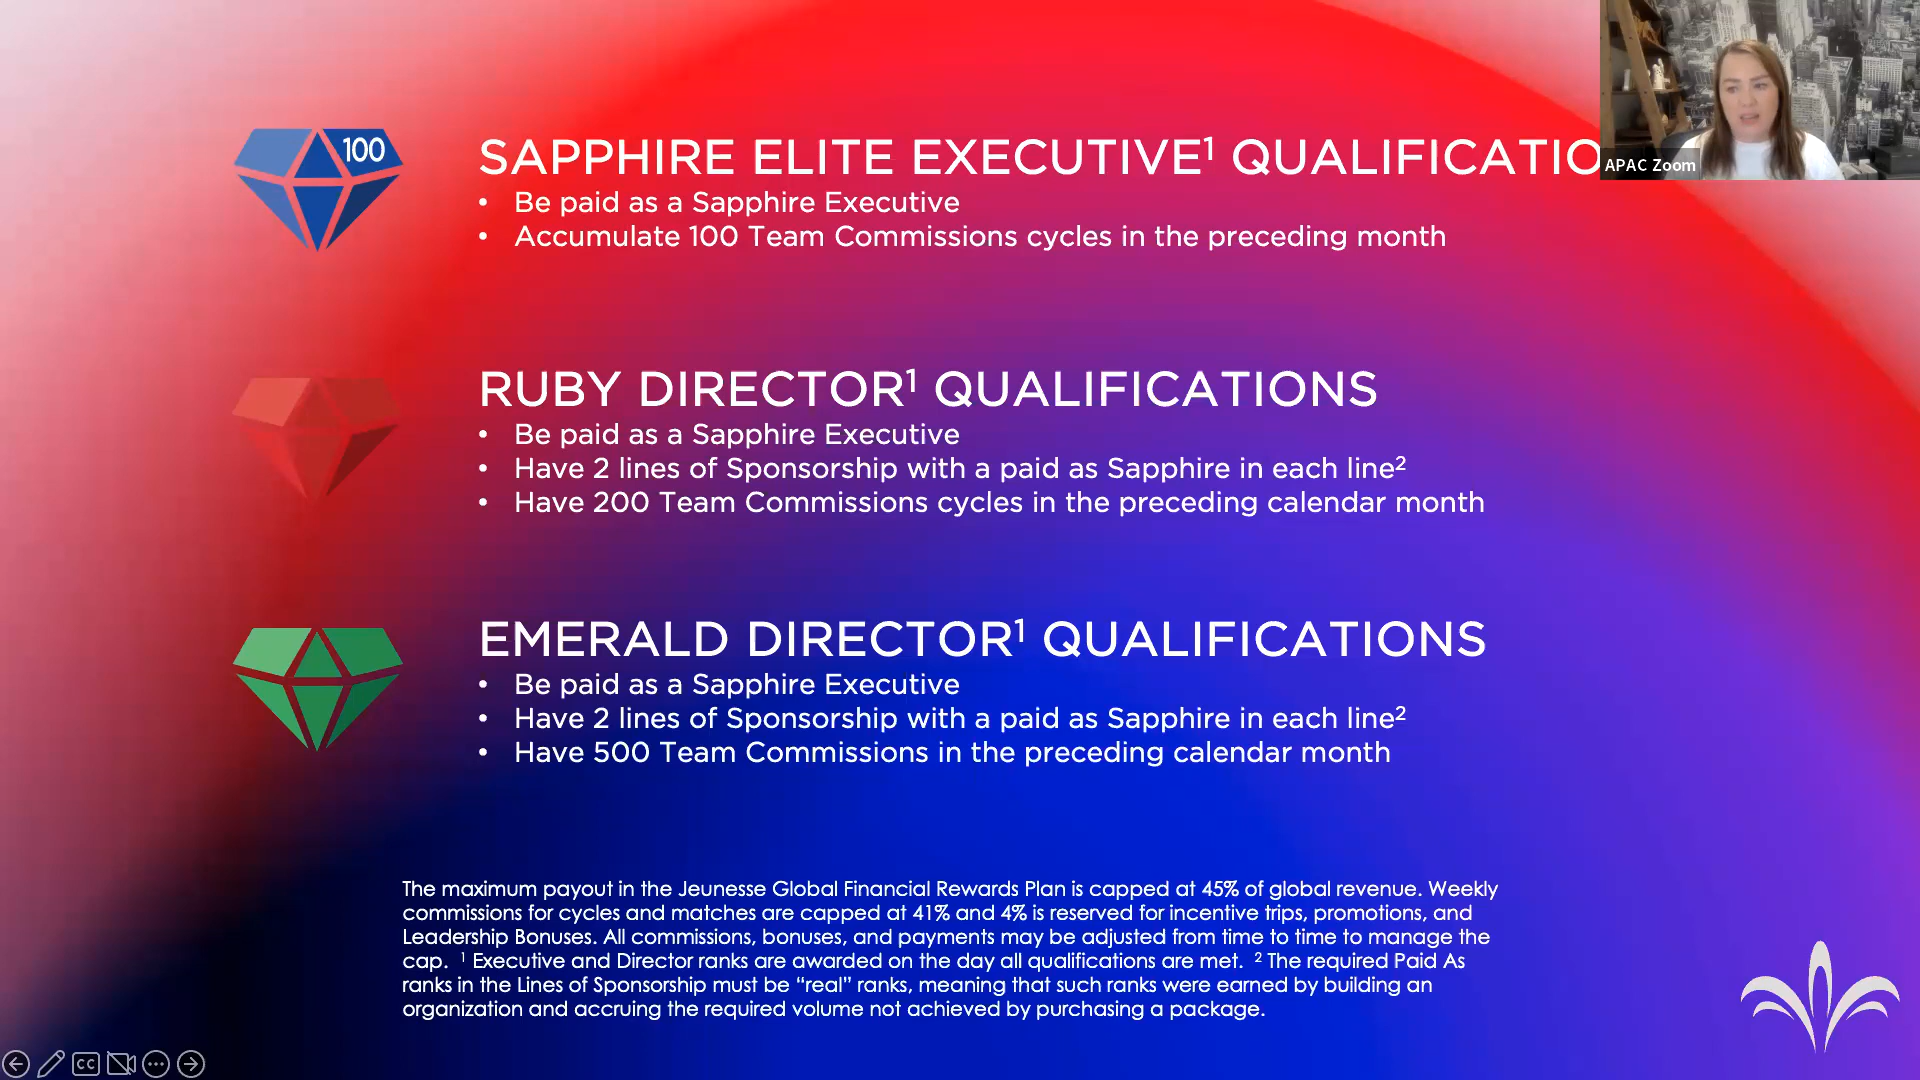 100
SAPPHIRE ELITE EXECUTIVE¹ QUALIFICATIO
APAC Zoom
• Be paid as a Sapphire Executive
• Accumulate 100 Team Commissions cycles in the preceding month
RUBY DIRECTOR¹ QUALIFICATIONS
• Be paid as a Sapphire Executive
• Have 2 lines of Sponsorship with a paid as Sapphire in each line²
• Have 200 Team Commissions cycles in the preceding calendar month
EMERALD DIRECTOR¹ QUALIFICATIONS
• Be paid as a Sapphire Executive
• Have 2 lines of Sponsorship with a paid as Sapphire in each line²
• Have 500 Team Commissions in the preceding calendar month
The maximum payout in the Jeunesse Global Financial Rewards Plan is capped at 45% of global revenue. Weekly
commissions for cycles and matches are capped at 41% and 4% is reserved for incentive trips, promotions, and
Leadership Bonuses. All commissions, bonuses, and payments may be adjusted from time to time to manage the
cap. ¹ Executive and Director ranks are awarded on the day all qualifications are met. ² The required Paid As
ranks in the Lines of Sponsorship must be “real” ranks, meaning that such ranks were earned by building an
organization and accruing the required volume not achieved by purchasing a package.
CC